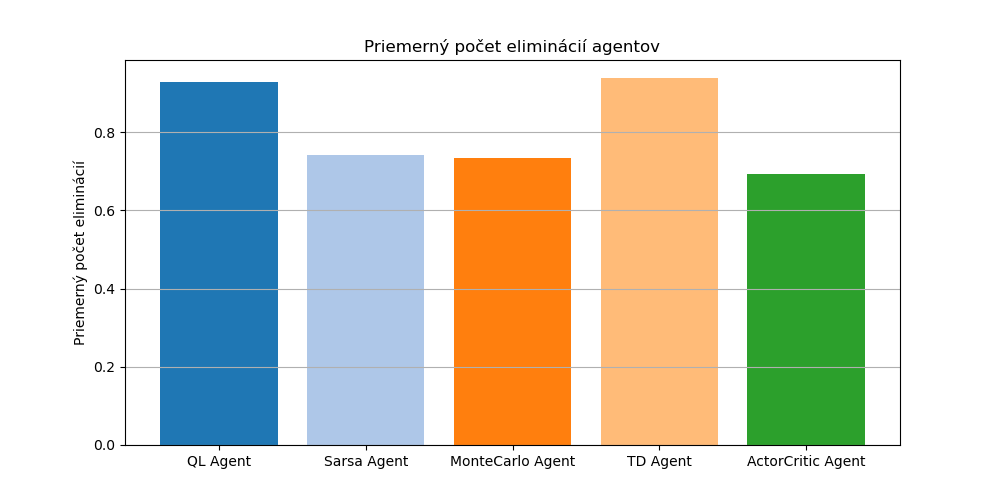 Priemerný počet eliminácií agentov
Priemerný počet eliminácií
0.8
0.6
0.4
0.2
0.0
QL Agent
Sarsa Agent
MonteCarlo Agent
TD Agent
ActorCritic Agent